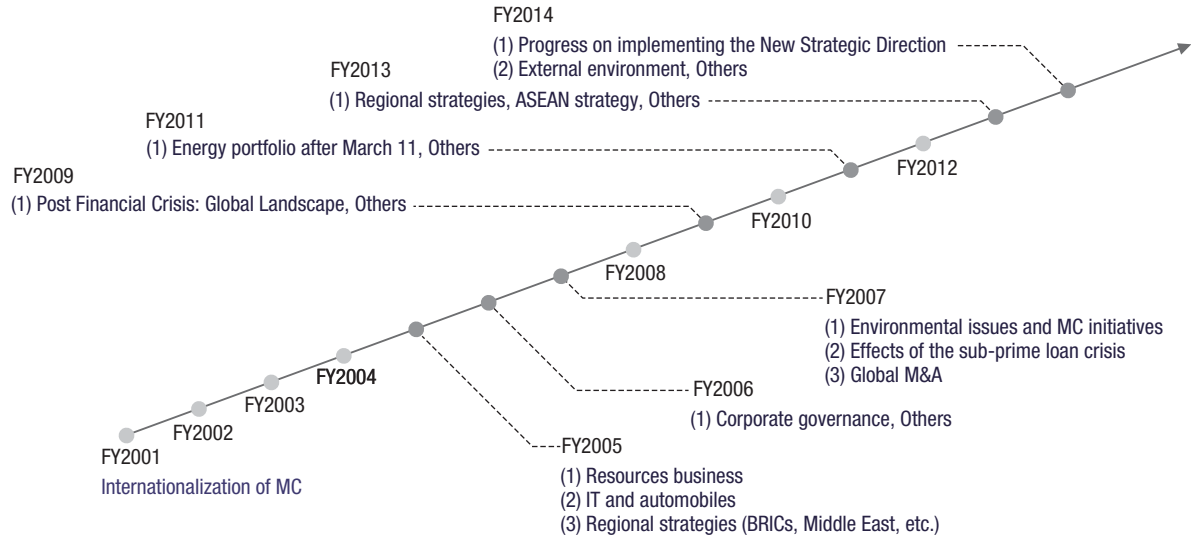 FY2014
(1) Progress on implementing the New Strategic Direction
(2) External environment, Others
FY2013
(1) Regional strategies, ASEAN strategy, Others
FY2011
(1) Energy portfolio after March 11, Others
FY2012
FY2009
(1) Post Financial Crisis: Global Landscape, Others
FY2010
FY2008
FY2007
(1) Environmental issues and MC initiatives
(2) Effects of the sub-prime loan crisis
(3) Global M&A
FY2004
FY2006
(1) Corporate governance, Others
FY2003
FY2002
FY2005
(1) Resources business
(2) IT and automobiles
(3) Regional strategies (BRICs, Middle East, etc.)
FY2001
Internationalization of MC